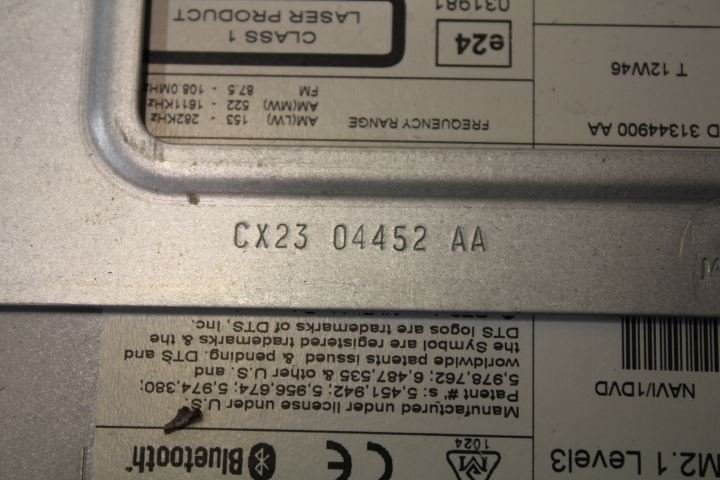 CX23 04452 AA
M2.1 Level3
1024
CE
Bluetooth
NAVI/1DVD
Manufactured under license under U.S.
Patent #'s: 5,451,942; 5,956,674; 5,974,380;
5,978,762; 6,487,535 & other U.S. and
worldwide patents issued & pending. DTS and
the Symbol are registered trademarks & the
DTS logos are trademarks of DTS, Inc.
D 31344900 AA
FREQUENCY RANGE
AM(LW) 153 - 282KHz
AM(MW) 522 - 1611KHz
FM 87.5 - 108.0MHz
T 12W46
e24
031981
CLASS 1
LASER PRODUCT